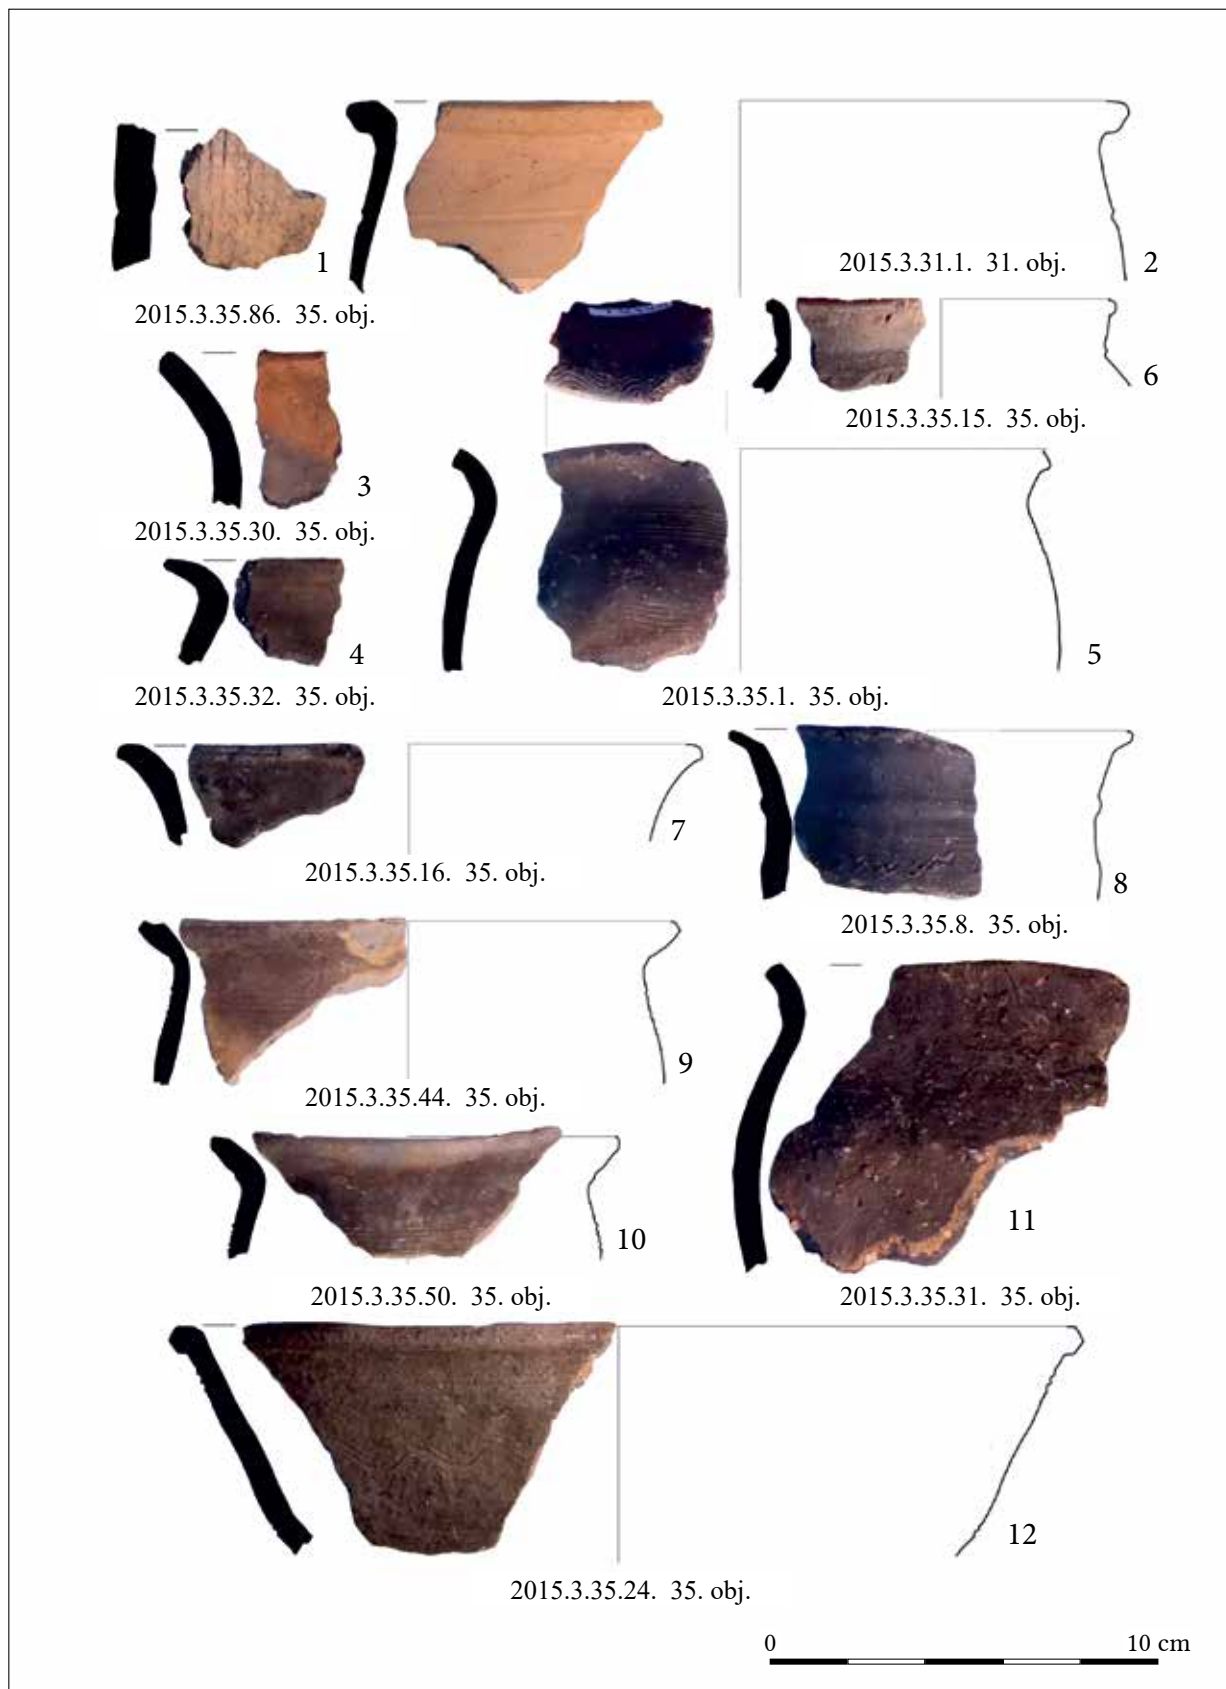 1
2015.3.35.86. 35. obj.
2015.3.31.1. 31. obj.
2
6
2015.3.35.15. 35. obj.
3
2015.3.35.30. 35. obj.
4
2015.3.35.32. 35. obj.
5
2015.3.35.1. 35. obj.
7
2015.3.35.16. 35. obj.
8
2015.3.35.8. 35. obj.
9
2015.3.35.44. 35. obj.
10
2015.3.35.50. 35. obj.
11
2015.3.35.31. 35. obj.
12
2015.3.35.24. 35. obj.
0 10 cm